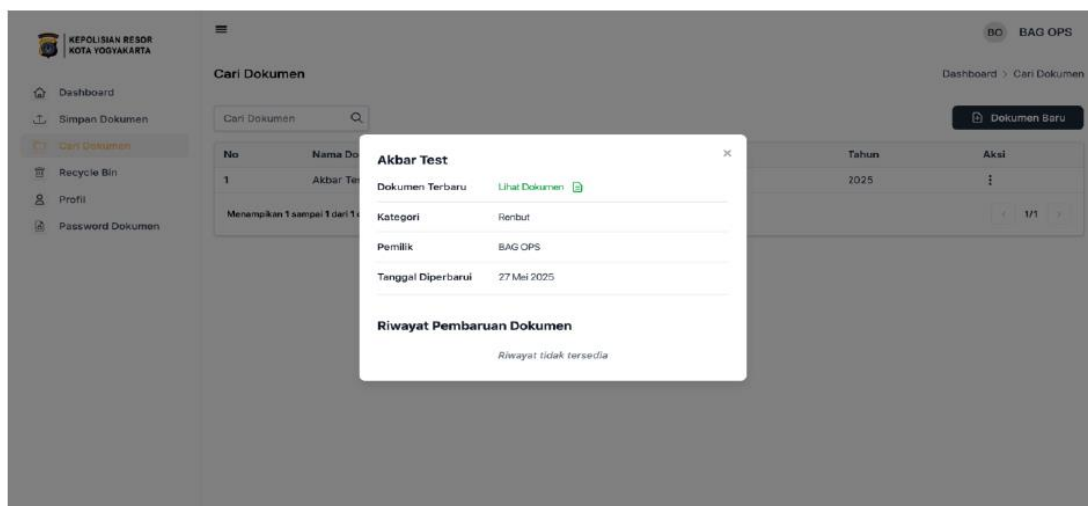 KEPOLISIAN RESOR
KOTA YOGYAKARTA
BO BAG OPS
Cari Dokumen
Dashboard > Cari Dokumen
Dashboard
Simpan Dokumen
Cari Dokumen
Recycle Bin
Profil
Password Dokumen
Cari Dokumen
Dokumen Baru
No Nama Do Tahun Aksi
1 Akbar Te 2025
Menampikan 1 sampai 1 dari 1
1/1
Akbar Test
Dokumen Terbaru Lihat Dokumen
Kategori Renbut
Pemilik BAG OPS
Tanggal Diperbarui 27 Mei 2025
Riwayat Pembaruan Dokumen
Riwayat tidak tersedia